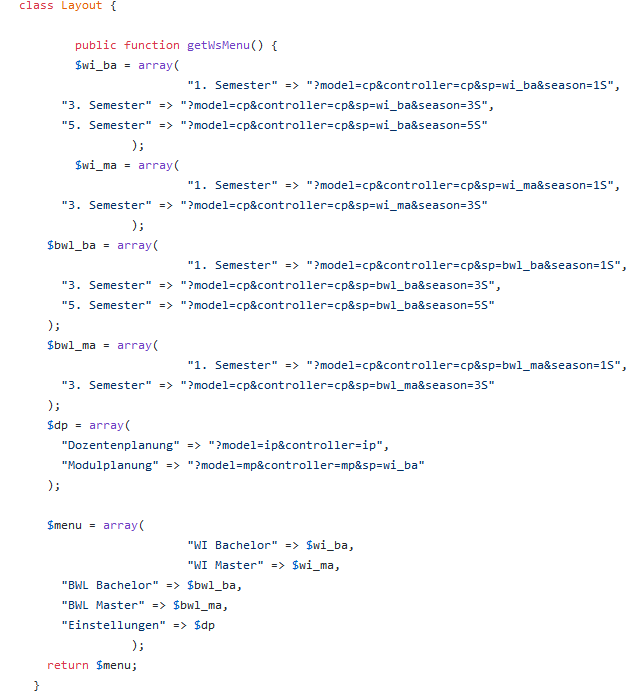 class Layout {
public function getWsMenu() {
$wi_ba = array(
"1. Semester" => "?model=cp&controller=cp&sp=wi_ba&season=1S",
"3. Semester" => "?model=cp&controller=cp&sp=wi_ba&season=3S",
"5. Semester" => "?model=cp&controller=cp&sp=wi_ba&season=5S"
);
$wi_ma = array(
"1. Semester" => "?model=cp&controller=cp&sp=wi_ma&season=1S",
"3. Semester" => "?model=cp&controller=cp&sp=wi_ma&season=3S"
);
$bwl_ba = array(
"1. Semester" => "?model=cp&controller=cp&sp=bwl_ba&season=1S",
"3. Semester" => "?model=cp&controller=cp&sp=bwl_ba&season=3S",
"5. Semester" => "?model=cp&controller=cp&sp=bwl_ba&season=5S"
);
$bwl_ma = array(
"1. Semester" => "?model=cp&controller=cp&sp=bwl_ma&season=1S",
"3. Semester" => "?model=cp&controller=cp&sp=bwl_ma&season=3S"
);
$dp = array(
"Dozentenplanung" => "?model=ip&controller=ip",
"Modulplanung" => "?model=mp&controller=mp&sp=wi_ba"
);
$menu = array(
"WI Bachelor" => $wi_ba,
"WI Master" => $wi_ma,
"BWL Bachelor" => $bwl_ba,
"BWL Master" => $bwl_ma,
"Einstellungen" => $dp
);
return $menu;
}